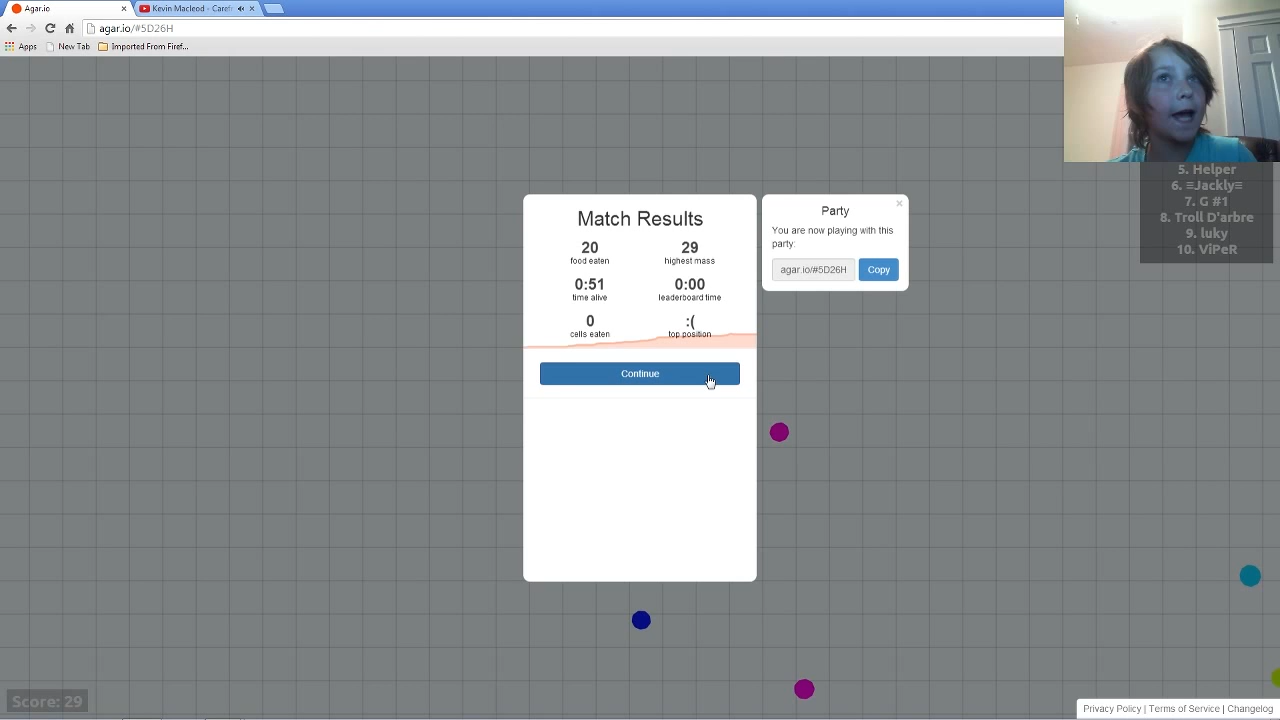 Agar.io
Kevin Macleod - Carefr
agar.io/#5D26H
Apps
New Tab
Imported From Firef...
Match Results
20
food eaten
29
highest mass
0:51
time alive
0:00
leaderboard time
0
cells eaten
:(
top position
Continue
Party
×
You are now playing with this
party:
agar.io/#5D26H
Copy
5. Helper
6. ≡Jackly≡
7. G #1
8. Troll D'arbre
9. luky
10. ViPeR
Score: 29
Privacy Policy | Terms of Service | Changelog